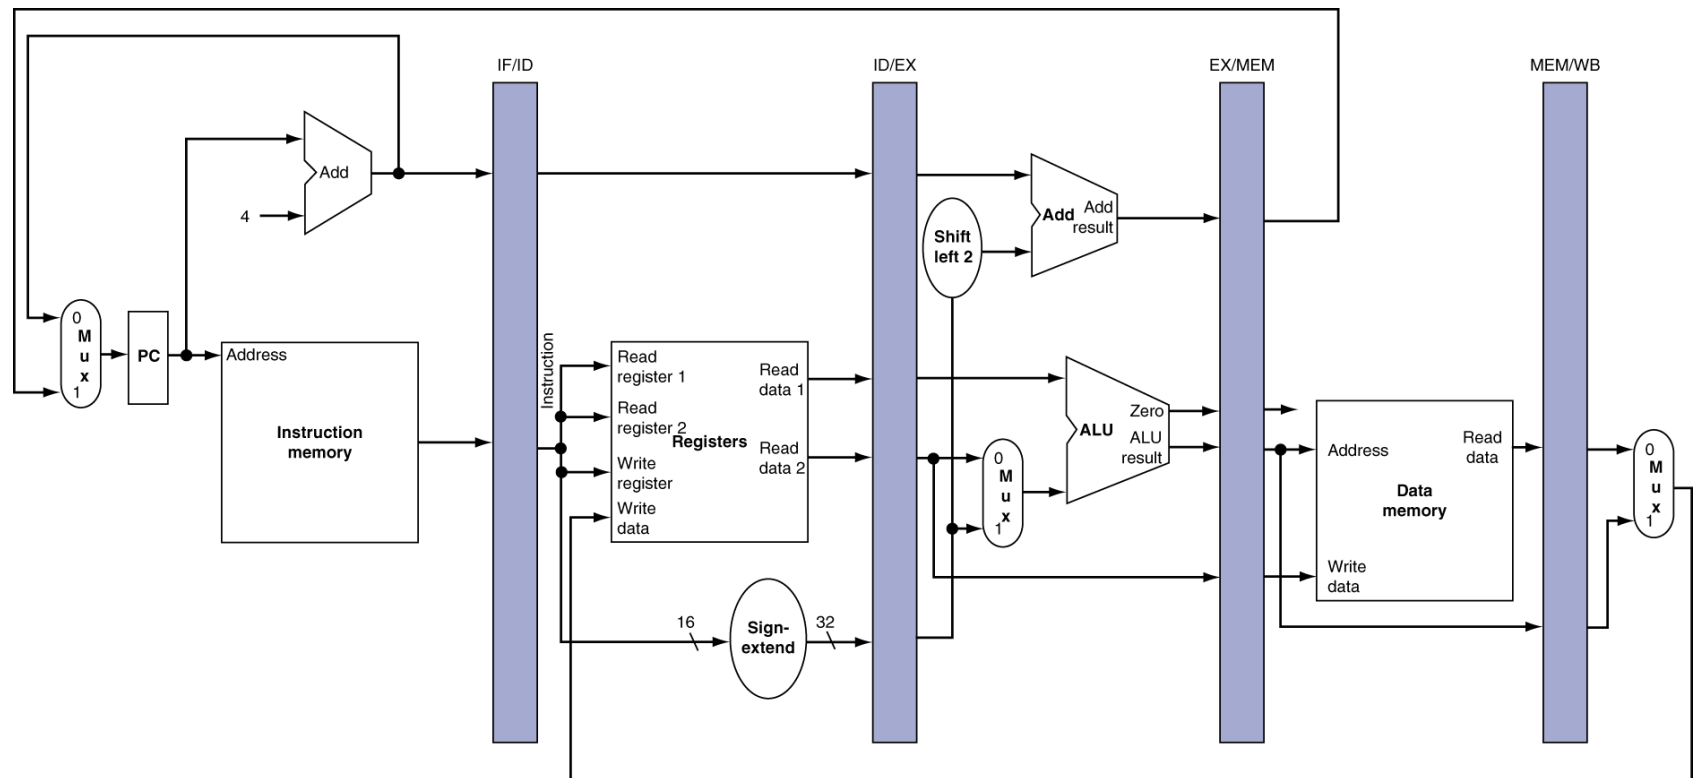 IF/ID
ID/EX
EX/MEM
MEM/WB
Add
4
Add
Add
result
Shift
left 2
0
M
u
x
1
PC
Address
Instruction
memory
Instruction
Read
register 1
Read
register 2
Write
register
Write
data
Registers
Read
data 1
Read
data 2
16
Sign-
extend
32
0
M
u
x
1
ALU
Zero
ALU
result
Address
Read
data
Data
memory
Write
data
0
M
u
x
1